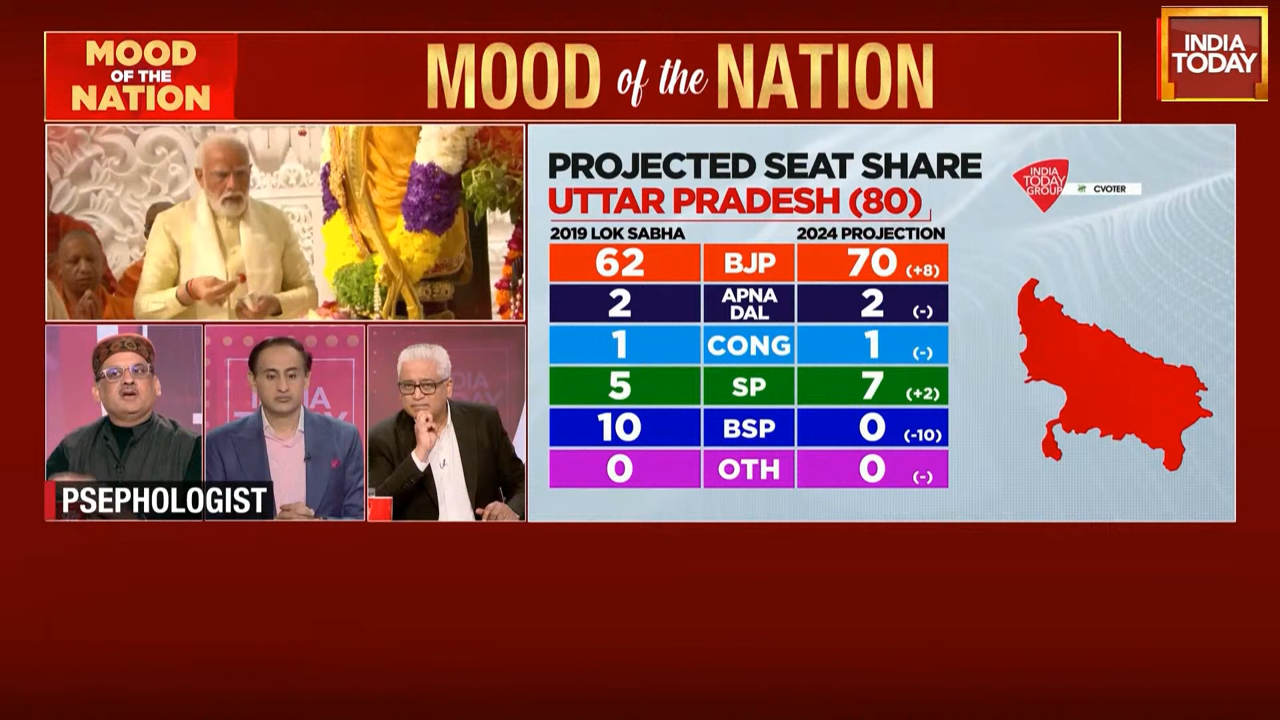 MOOD
OF THE
NATION
MOOD of the NATION
INDIA
TODAY
PROJECTED SEAT SHARE
UTTAR PRADESH (80)
INDIA
TODAY
GROUP
CVOTER
2019 LOK SABHA 2024 PROJECTION
62 BJP 70 (+8)
2 APNA DAL 2 (-)
1 CONG 1 (-)
5 SP 7 (+2)
10 BSP 0 (-10)
0 OTH 0 (-)
PSEPHOLOGIST
INDIA
TODAY